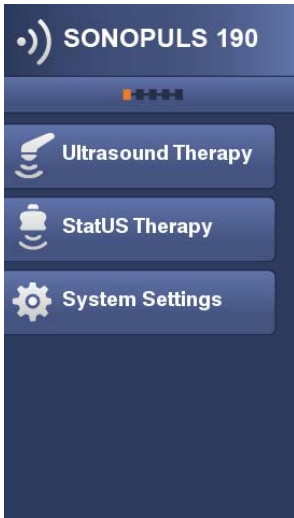 SONOPULS 190
Ultrasound Therapy
StatUS Therapy
System Settings